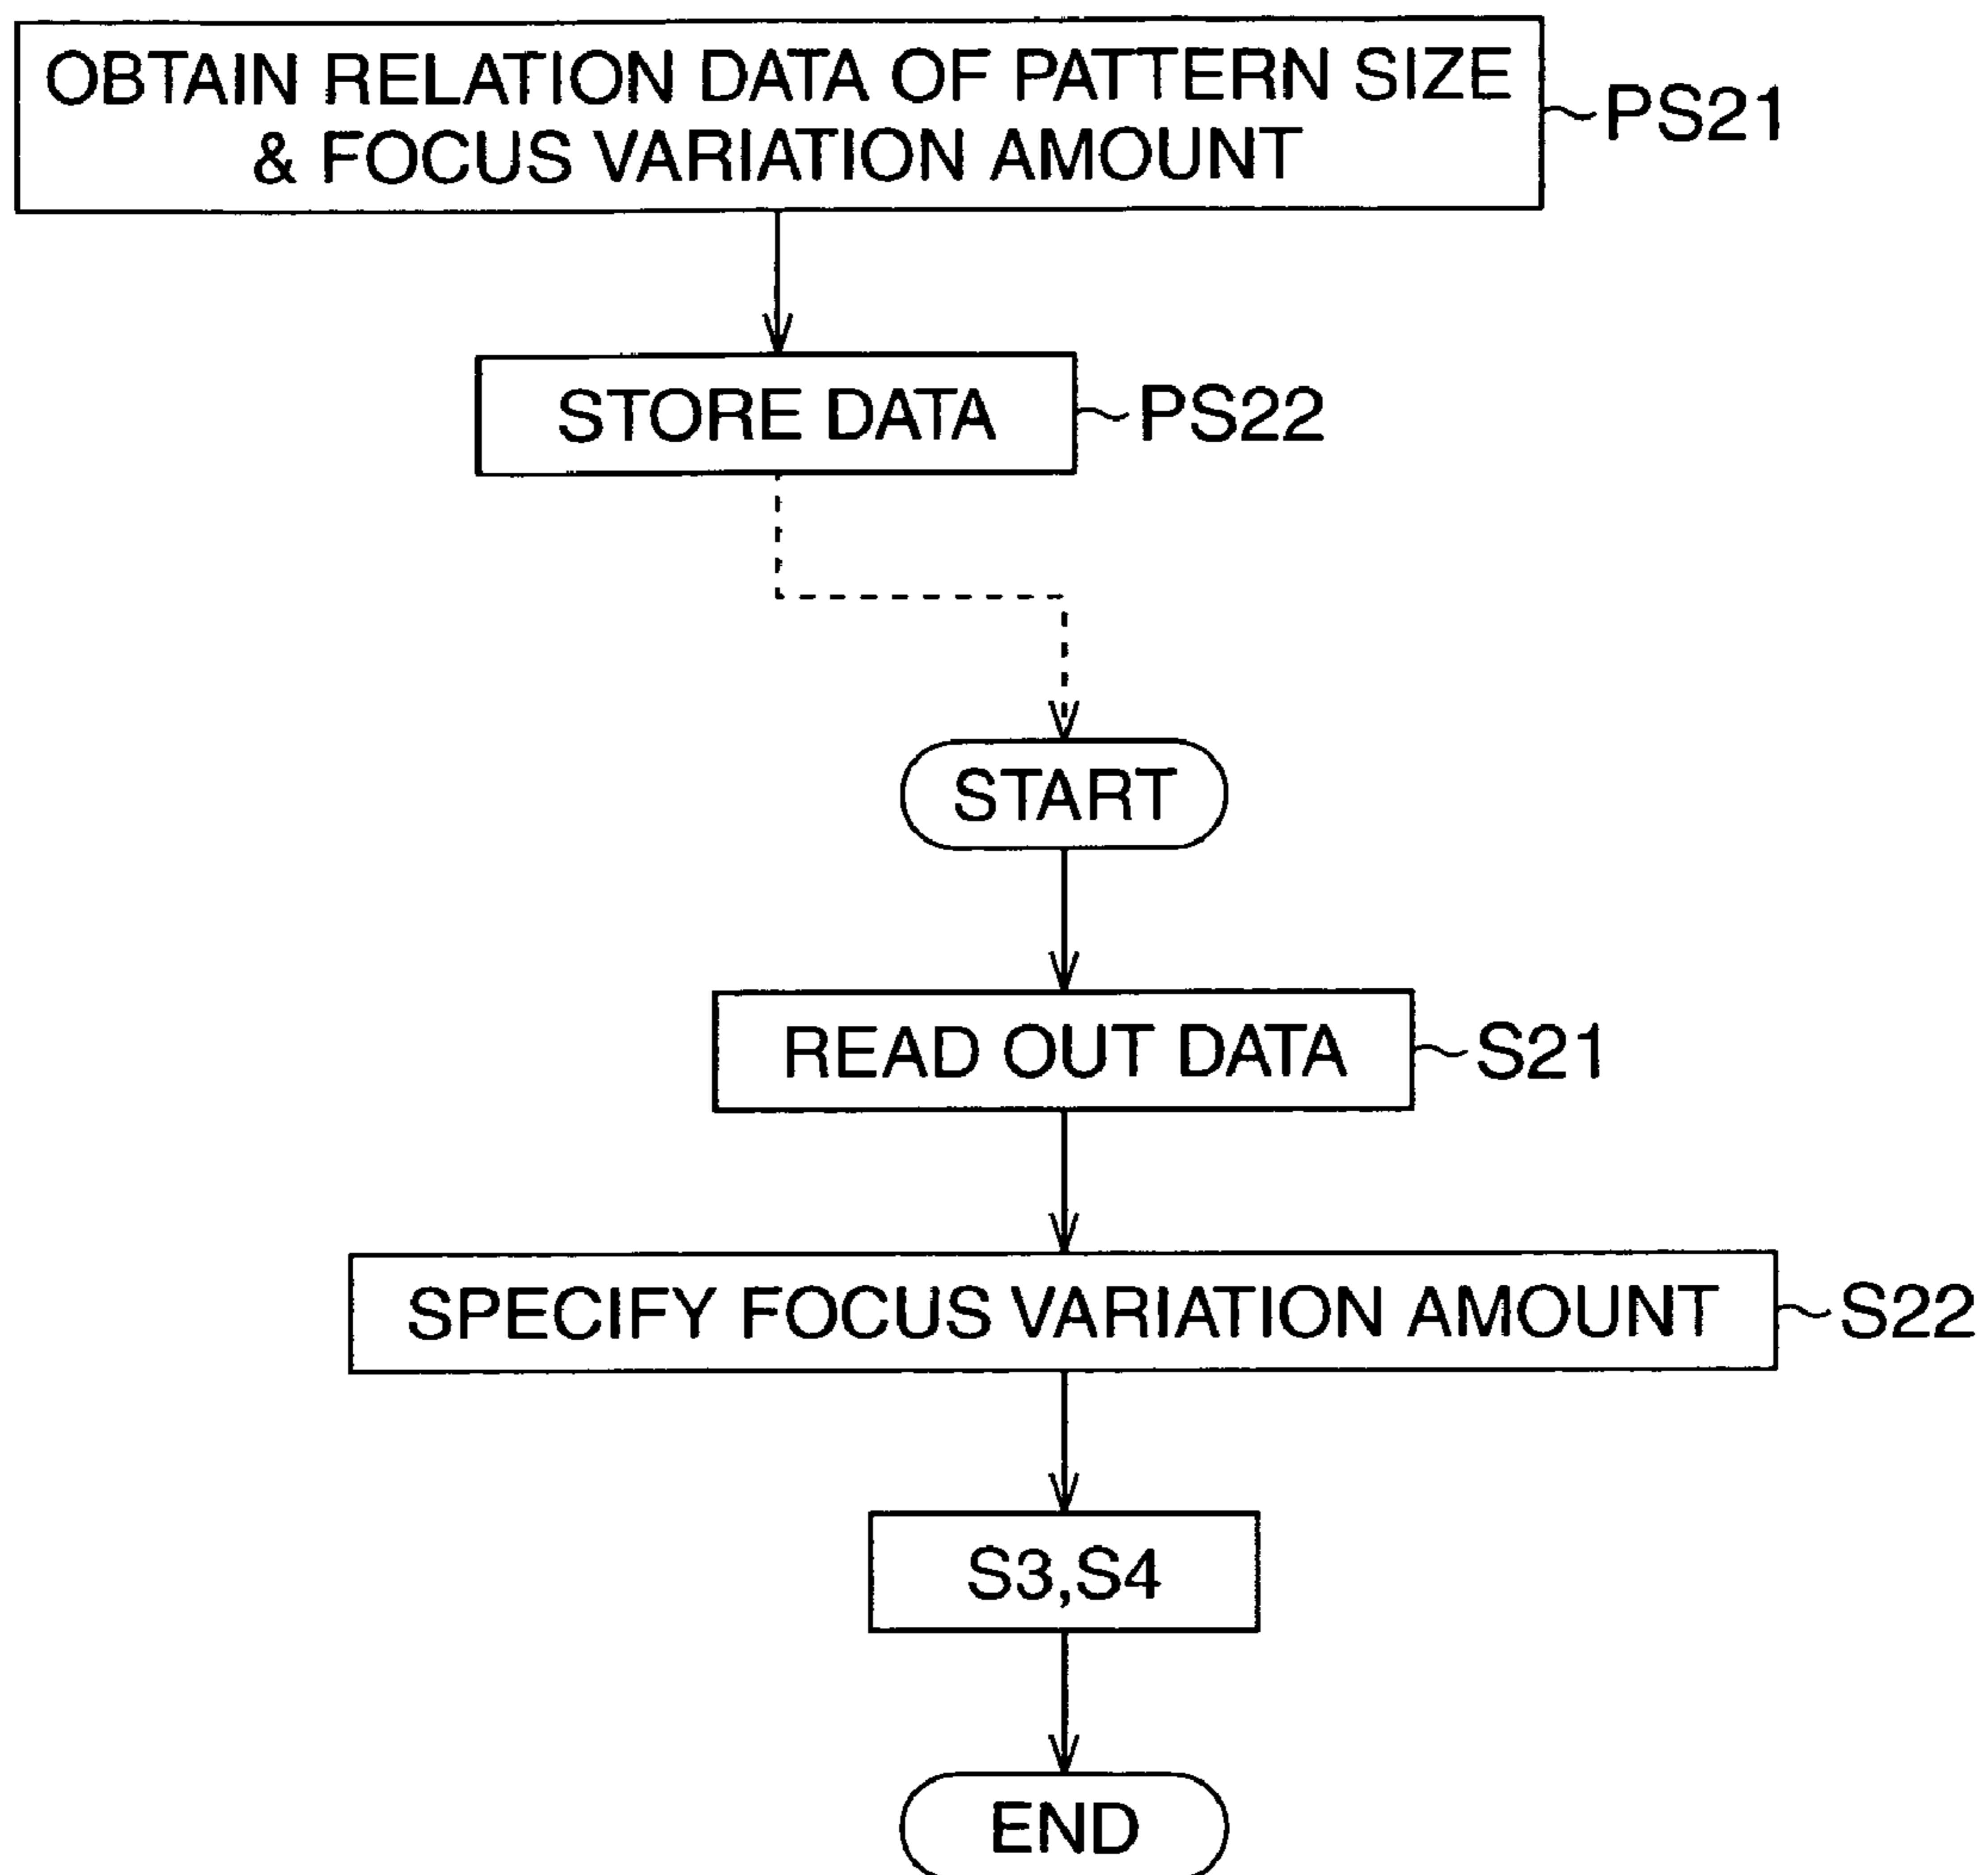 OBTAIN RELATION DATA OF PATTERN SIZE
& FOCUS VARIATION AMOUNT
PS21
STORE DATA
PS22
START
READ OUT DATA
S21
SPECIFY FOCUS VARIATION AMOUNT
S22
S3,S4
END